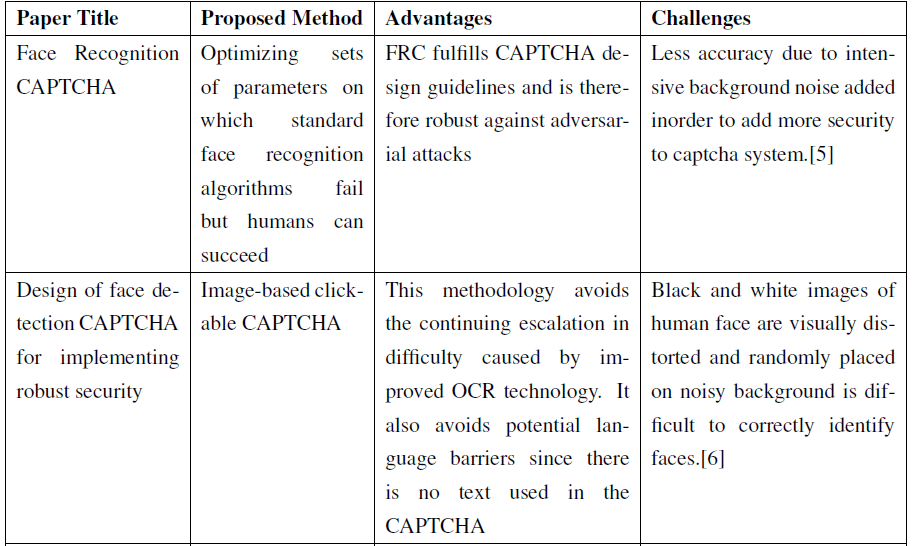 Paper Title
Proposed Method
Advantages
Challenges
Face Recognition
CAPTCHA
Optimizing sets
of parameters on
which standard
face recognition
algorithms fail
but humans can
succeed
FRC fulfills CAPTCHA de-
sign guidelines and is there-
fore robust against adversar-
ial attacks
Less accuracy due to inten-
sive background noise added
inorder to add more security
to captcha system.[5]
Design of face de-
tection CAPTCHA
for implementing
robust security
Image-based click-
able CAPTCHA
This methodology avoids
the continuing escalation in
difficulty caused by im-
proved OCR technology. It
also avoids potential lan-
guage barriers since there
is no text used in the
CAPTCHA
Black and white images of
human face are visually dis-
torted and randomly placed
on noisy background is dif-
ficult to correctly identify
faces.[6]